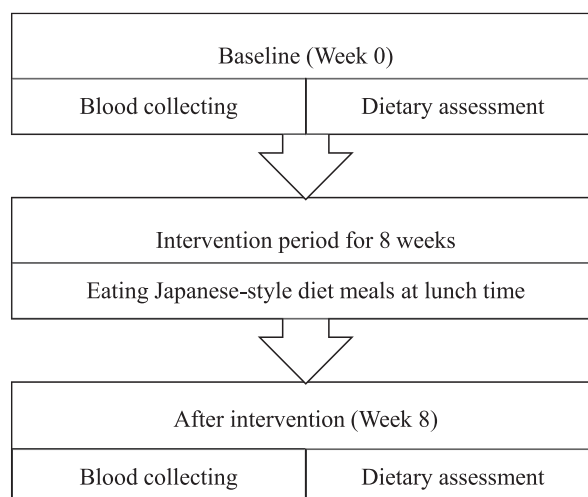 Baseline (Week 0)
Blood collecting
Dietary assessment
Intervention period for 8 weeks
Eating Japanese-style diet meals at lunch time
After intervention (Week 8)
Blood collecting
Dietary assessment